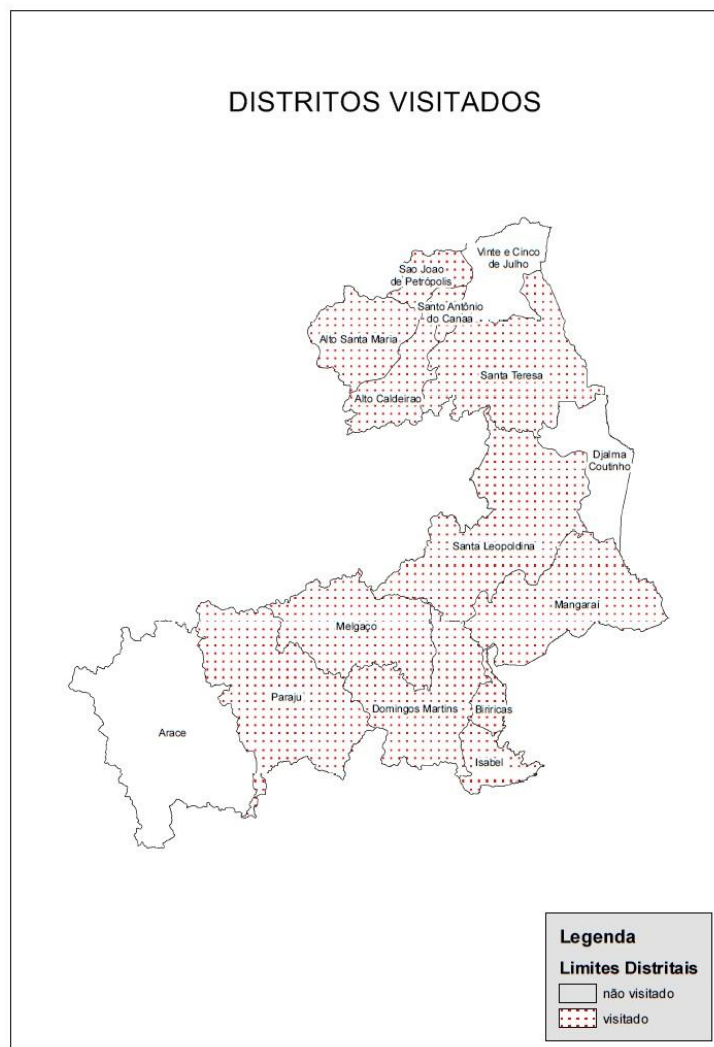 DISTRITOS VISITADOS
Vinte e Cinco
de Julho
Sao Joao
de Petrópolis
Santo Antônio
do Canaa
Alto Santa Maria
Santa Teresa
Alto Caldeirao
Djalma
Coutinho
Santa Leopoldina
Mangaraí
Melgaço
Paraju
Domingos Martins
Biriricas
Arace
Isabel
Legenda
Limites Distritais
não visitado
visitado